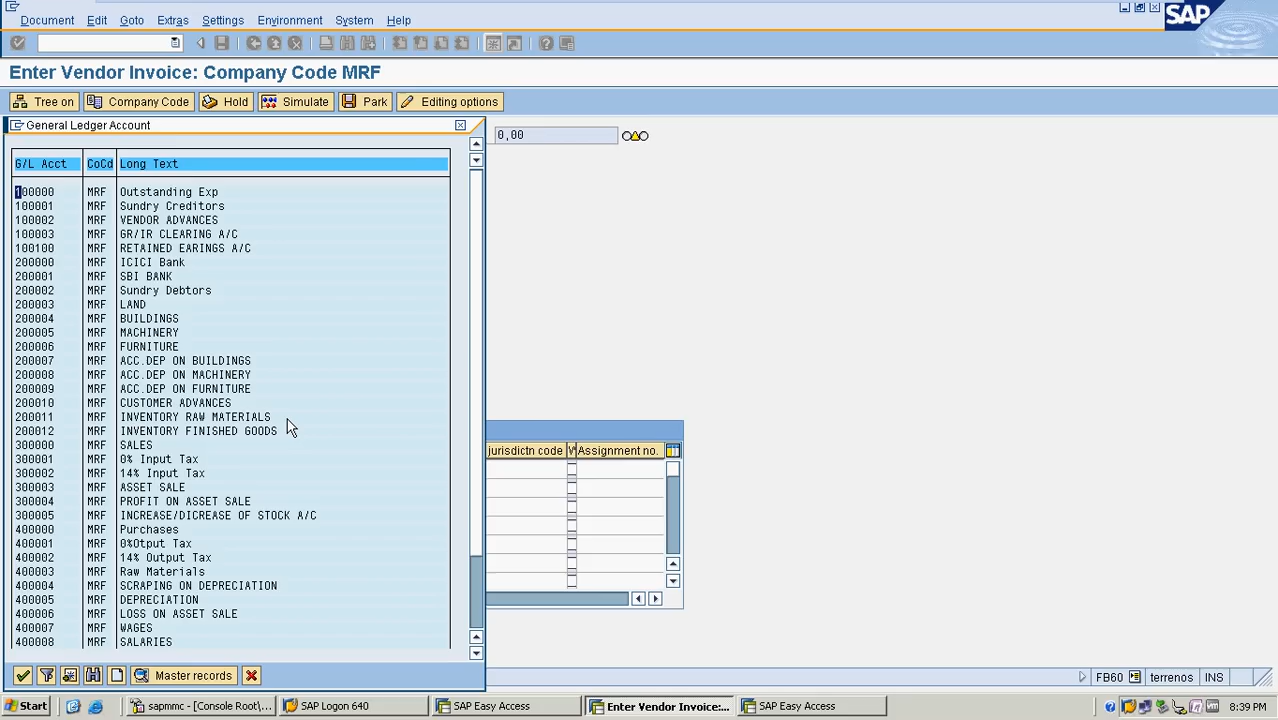 Document Edit Goto Extras Settings Environment System Help
SAP
Enter Vendor Invoice: Company Code MRF
Tree on Company Code Hold Simulate Park Editing options
General Ledger Account
0,00
G/L Acct CoCd Long Text
100000 MRF Outstanding Exp
100001 MRF Sundry Creditors
100002 MRF VENDOR ADVANCES
100003 MRF GR/IR CLEARING A/C
100100 MRF RETAINED EARINGS A/C
200000 MRF ICICI Bank
200001 MRF SBI BANK
200002 MRF Sundry Debtors
200003 MRF LAND
200004 MRF BUILDINGS
200005 MRF MACHINERY
200006 MRF FURNITURE
200007 MRF ACC.DEP ON BUILDINGS
200008 MRF ACC.DEP ON MACHINERY
200009 MRF ACC.DEP ON FURNITURE
200010 MRF CUSTOMER ADVANCES
200011 MRF INVENTORY RAW MATERIALS
200012 MRF INVENTORY FINISHED GOODS
300000 MRF SALES
jurisdictn code W Assignment no.
300001 MRF 0% Input Tax
300002 MRF 14% Input Tax
300003 MRF ASSET SALE
300004 MRF PROFIT ON ASSET SALE
300005 MRF INCREASE/DICREASE OF STOCK A/C
400000 MRF Purchases
400001 MRF 0%Otput Tax
400002 MRF 14% Output Tax
400003 MRF Raw Materials
400004 MRF SCRAPING ON DEPRECIATION
400005 MRF DEPRECIATION
400006 MRF LOSS ON ASSET SALE
400007 MRF WAGES
400008 MRF SALARIES
Master records
FB60 terrenos INS
Start sapmmc - [Console Root\... SAP Logon 640 SAP Easy Access Enter Vendor Invoice:... SAP Easy Access 8:39 PM